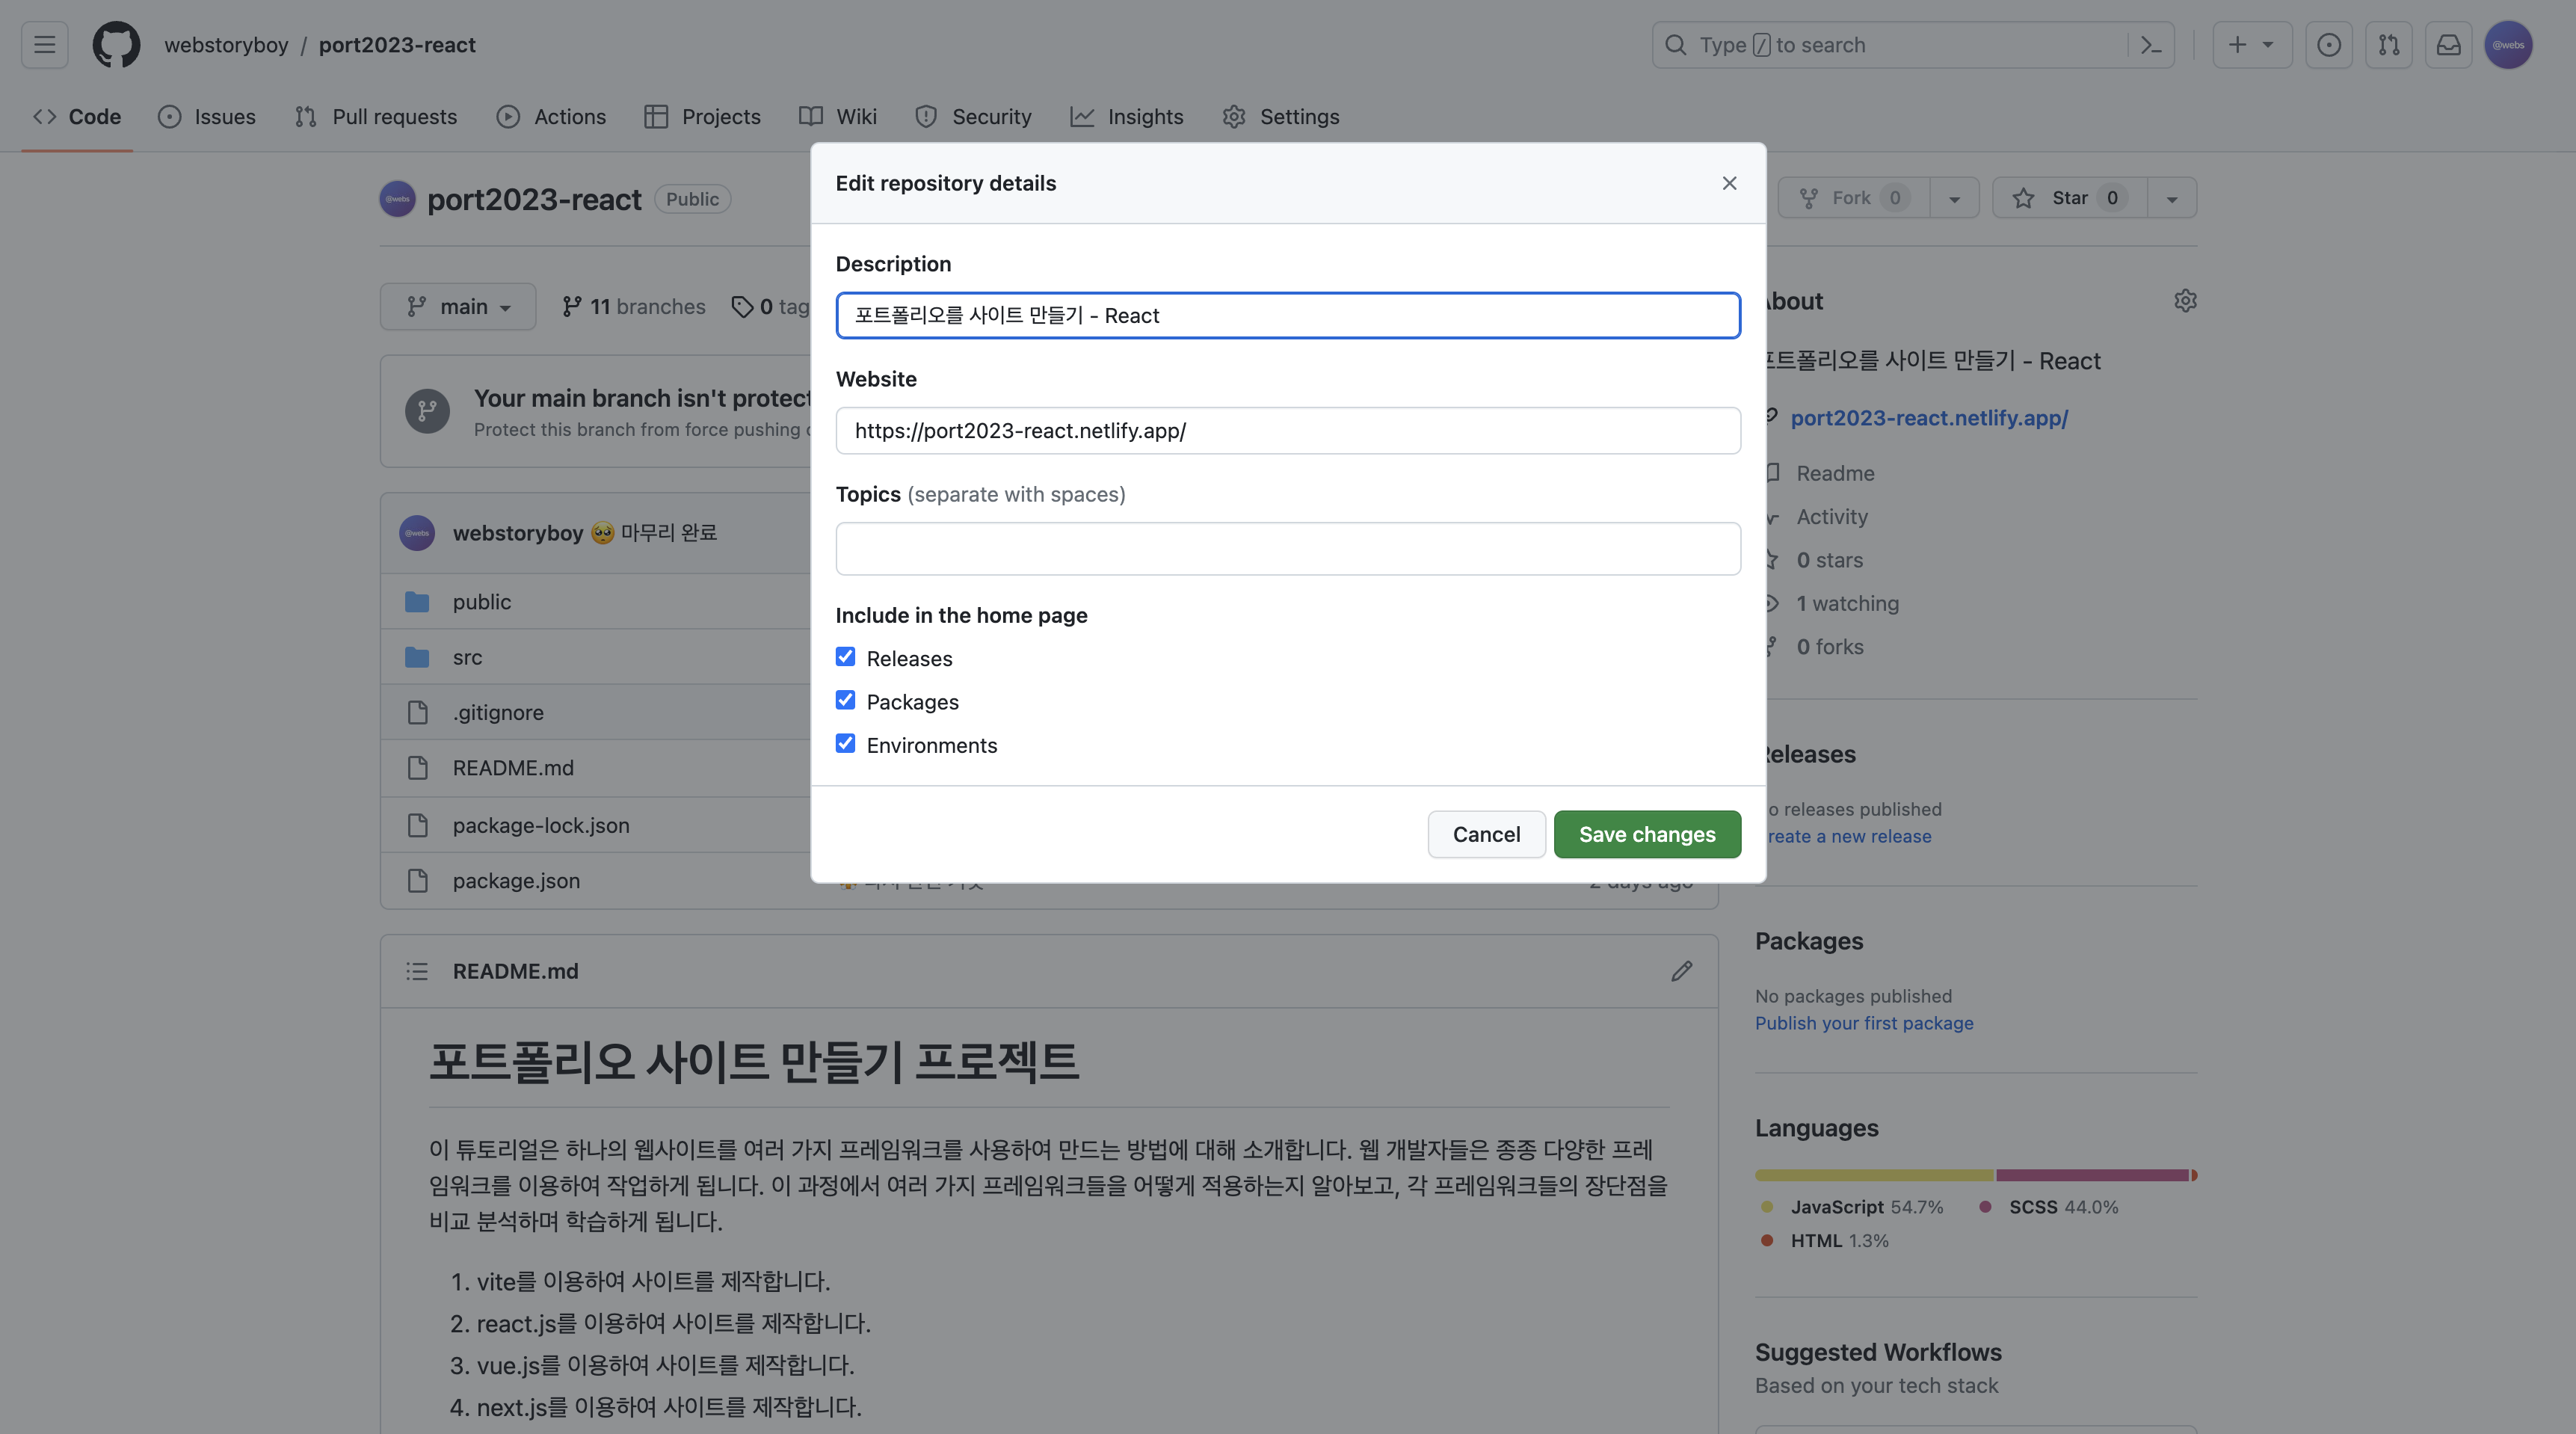 webstoryboy / port2023-react
Type / to search
@webs
Code
Issues
Pull requests
Actions
Projects
Wiki
Security
Insights
Settings
@webs
port2023-react
Public
Fork 0
Star 0
main
11 branches
0 tag
Your main branch isn't protect
Protect this branch from force pushing
@webs
webstoryboy 🥺 마무리 완료
public
src
.gitignore
README.md
package-lock.json
package.json
2 days ago
Edit repository details
Description
포트폴리오를 사이트 만들기 - React
Website
https://port2023-react.netlify.app/
Topics (separate with spaces)
Include in the home page
Releases
Packages
Environments
Cancel
Save changes
README.md
포트폴리오 사이트 만들기 프로젝트
이 튜토리얼은 하나의 웹사이트를 여러 가지 프레임워크를 사용하여 만드는 방법에 대해 소개합니다. 웹 개발자들은 종종 다양한 프레
임워크를 이용하여 작업하게 됩니다. 이 과정에서 여러 가지 프레임워크들을 어떻게 적용하는지 알아보고, 각 프레임워크들의 장단점을
비교 분석하며 학습하게 됩니다.
1. vite를 이용하여 사이트를 제작합니다.
2. react.js를 이용하여 사이트를 제작합니다.
3. vue.js를 이용하여 사이트를 제작합니다.
4. next.js를 이용하여 사이트를 제작합니다.
About
포트폴리오를 사이트 만들기 - React
port2023-react.netlify.app/
Readme
Activity
0 stars
1 watching
0 forks
Releases
o releases published
reate a new release
Packages
No packages published
Publish your first package
Languages
JavaScript 54.7%
SCSS 44.0%
HTML 1.3%
Suggested Workflows
Based on your tech stack